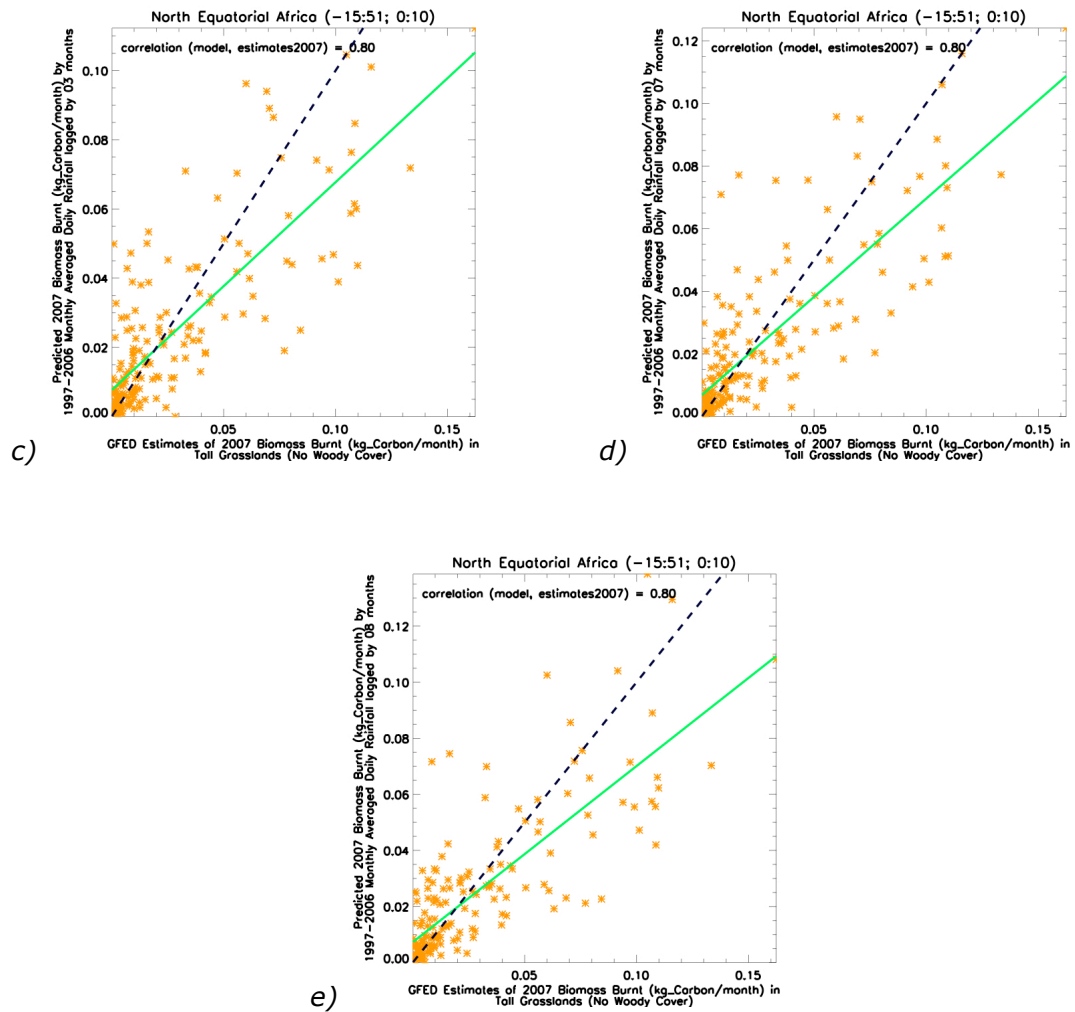 North Equatorial Africa (-15:51; 0:10)
correlation (model, estimates2007) = 0.80
Predicted 2007 Biomass Burnt (kg_Carbon/month) by
1997-2006 Monthly Averaged Daily Rainfall lagged by 03 months
0.10
0.08
0.06
0.04
0.02
0.00
0.05
0.10
0.15
GFED Estimates of 2007 Biomass Burnt (kg_Carbon/month) in
Tall Grasslands (No Woody Cover)
c)
North Equatorial Africa (-15:51; 0:10)
correlation (model, estimates2007) = 0.80
Predicted 2007 Biomass Burnt (kg_Carbon/month) by
1997-2006 Monthly Averaged Daily Rainfall lagged by 07 months
0.12
0.10
0.08
0.06
0.04
0.02
0.00
0.05
0.10
0.15
GFED Estimates of 2007 Biomass Burnt (kg_Carbon/month) in
Tall Grasslands (No Woody Cover)
d)
North Equatorial Africa (-15:51; 0:10)
correlation (model, estimates2007) = 0.80
Predicted 2007 Biomass Burnt (kg_Carbon/month) by
1997-2006 Monthly Averaged Daily Rainfall lagged by 08 months
0.12
0.10
0.08
0.06
0.04
0.02
0.00
0.05
0.10
0.15
GFED Estimates of 2007 Biomass Burnt (kg_Carbon/month) in
Tall Grasslands (No Woody Cover)
e)